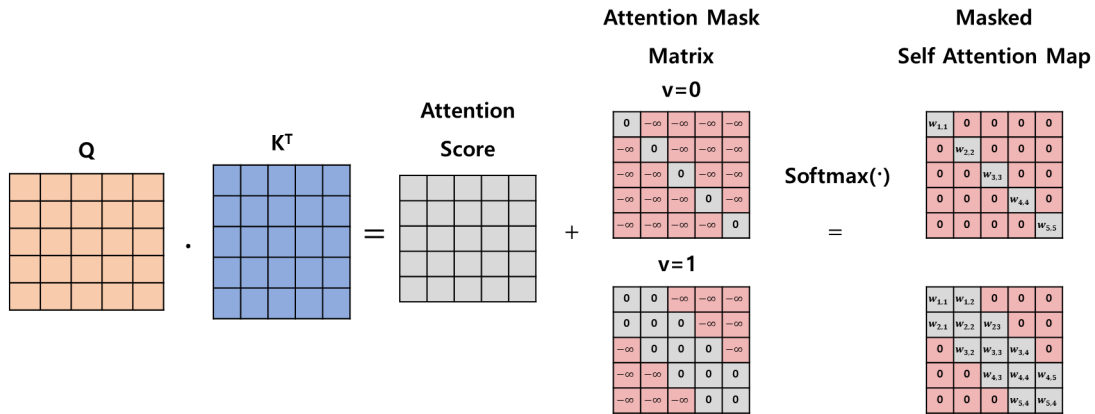 Attention Mask
Matrix
v=0
Masked
Self Attention Map
Attention
Score
Q
K^T
0 −∞ −∞ −∞ −∞
−∞ 0 −∞ −∞ −∞
−∞ −∞ 0 −∞ −∞
−∞ −∞ −∞ 0 −∞
−∞ −∞ −∞ −∞ 0
Softmax(·)
w1,1 0 0 0 0
0 w2,2 0 0 0
0 0 w3,3 0 0
0 0 0 w4,4 0
0 0 0 0 w5,5
· = + =
v=1
0 0 −∞ −∞ −∞
0 0 0 −∞ −∞
−∞ 0 0 0 −∞
−∞ −∞ 0 0 0
−∞ −∞ −∞ 0 0
w1,1 w1,2 0 0 0
w2,1 w2,2 w23 0 0
0 w3,2 w3,3 w3,4 0
0 0 w4,3 w4,4 w4,5
0 0 0 w5,4 w5,4